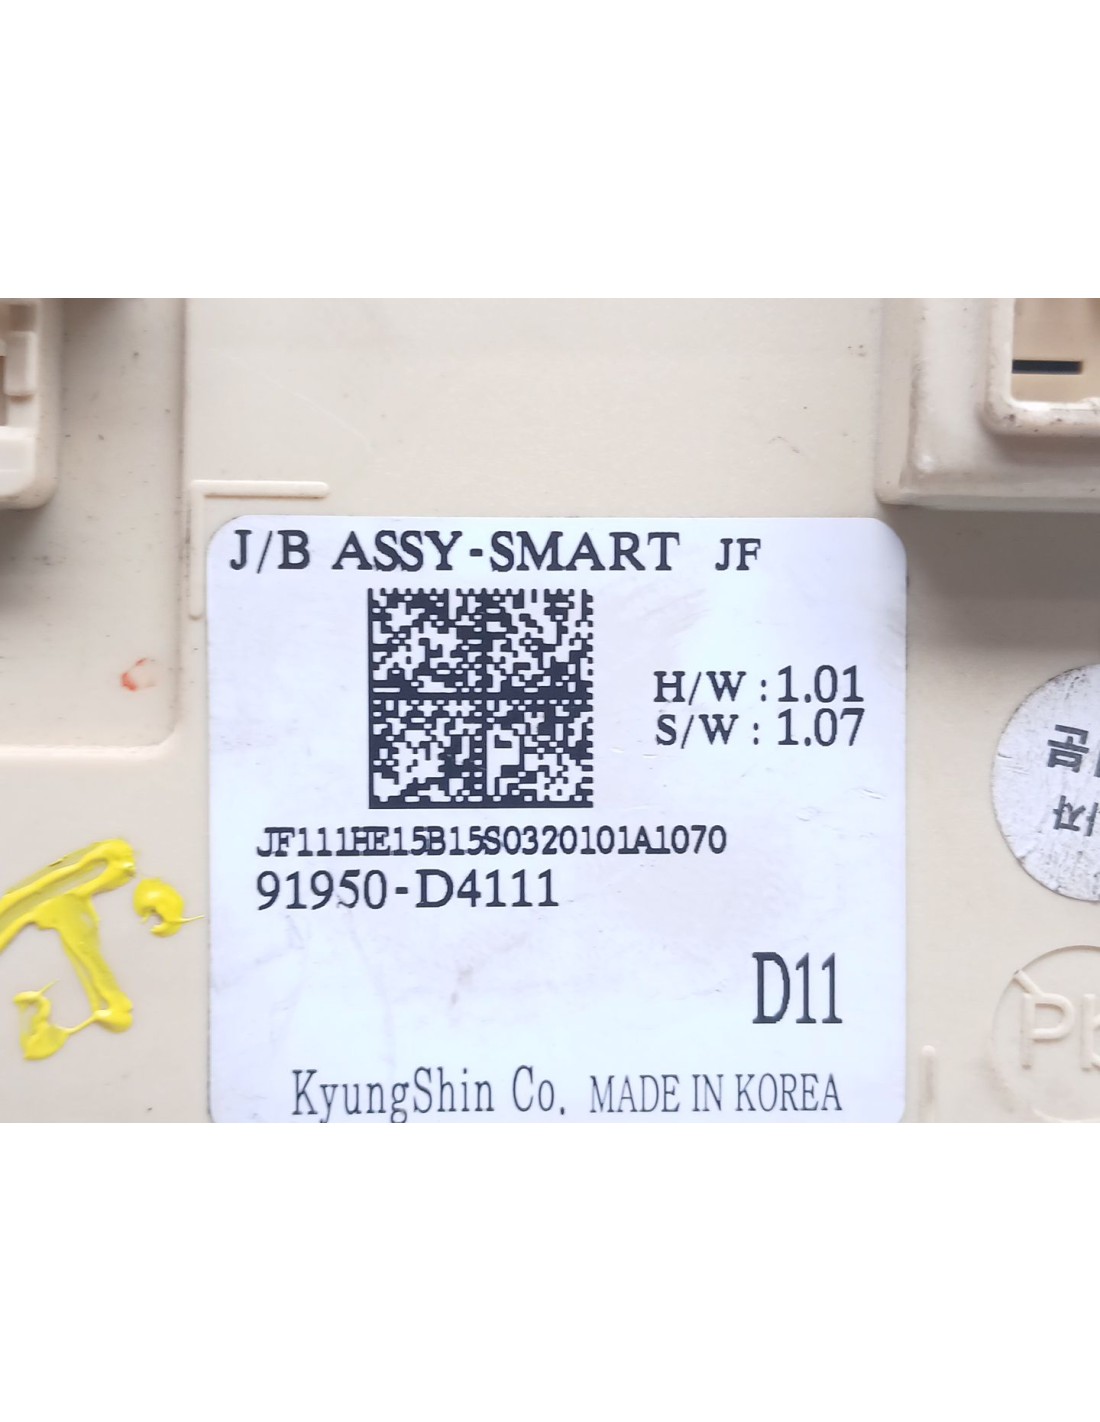 J/B ASSY-SMART JF
H/W : 1.01
S/W : 1.07
JF111HE15B15S0320101A1070
91950-D4111
D11
KyungShin Co. MADE IN KOREA